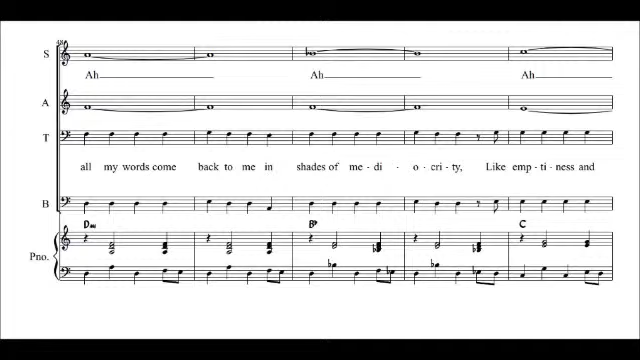 48
S
Ah Ah Ah
A
T
all my words come back to me in shades of me - di - o - cri - ty, Like emp - ti - ness and
B
Dm B♭ C
Pno.